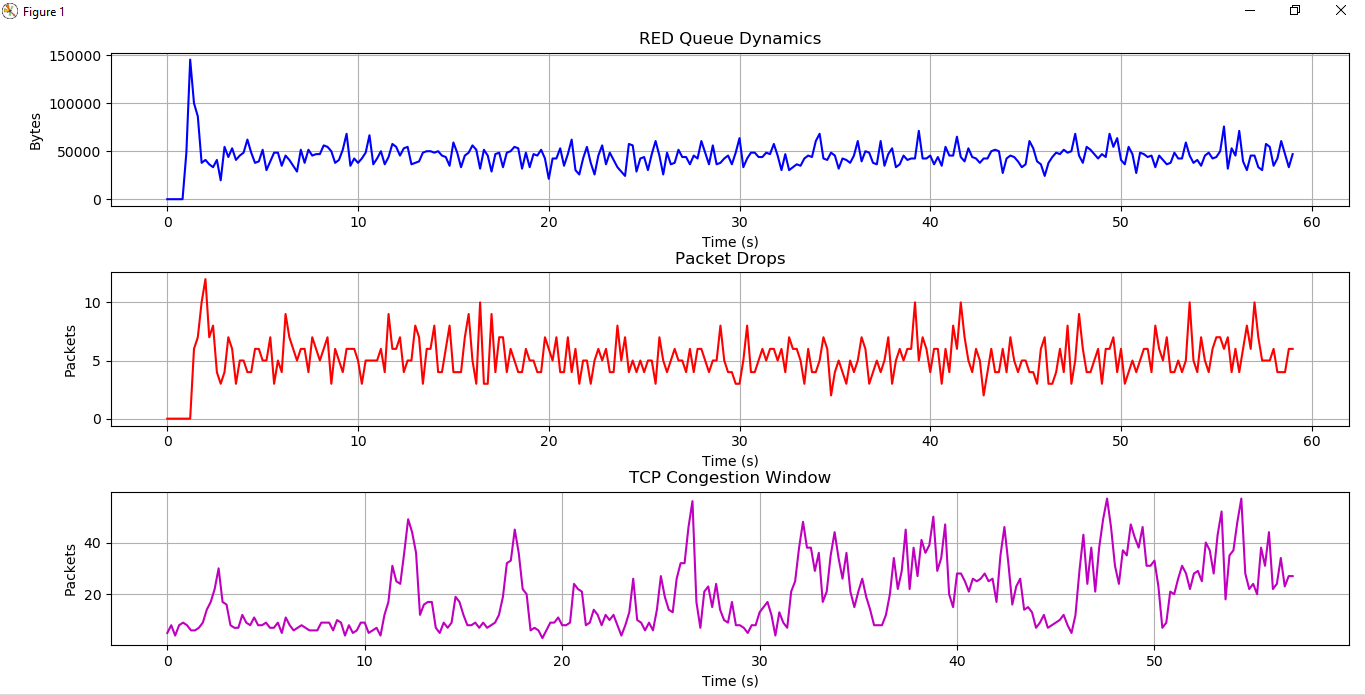 Figure 1
RED Queue Dynamics
150000
100000
50000
0
Bytes
0 10 20 30 40 50 60
Time (s)
Packet Drops
10
5
0
Packets
0 10 20 30 40 50 60
Time (s)
TCP Congestion Window
40
20
Packets
0 10 20 30 40 50
Time (s)